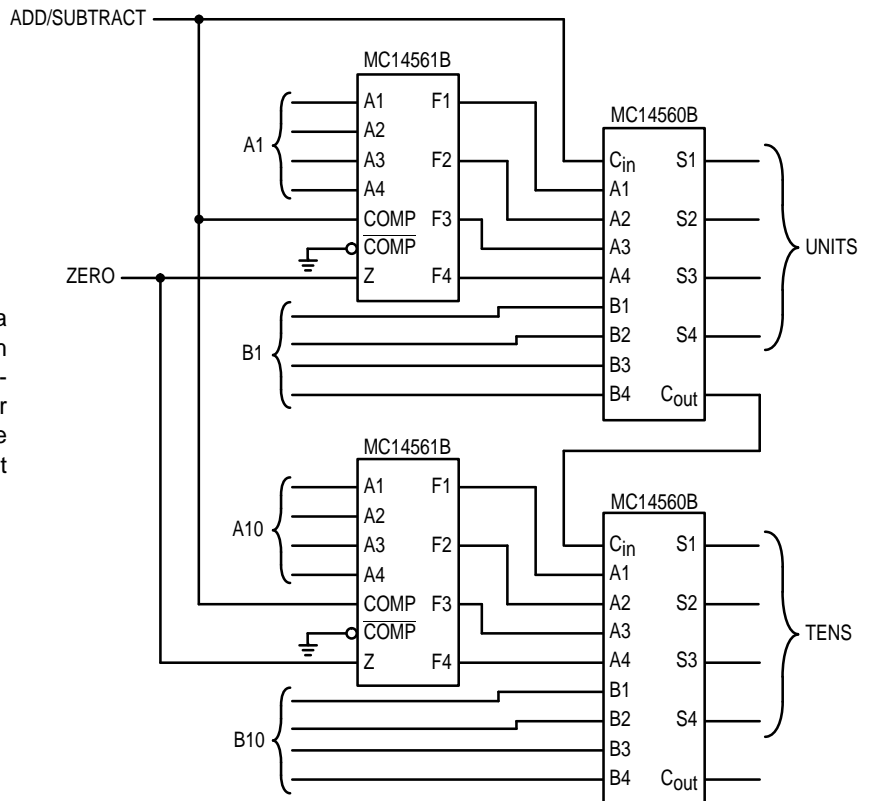 ADD/SUBTRACT
MC14561B
A1 F1
A2
A3 F2
A4
COMP F3
COMP
Z F4
A1
ZERO
B1
MC14560B
Cin S1
A1
A2 S2
A3
A4 S3
B1
B2 S4
B3
B4 Cout
UNITS
a
n
-
r
e
t
MC14561B
A1 F1
A2
A3 F2
A4
COMP F3
COMP
Z F4
A10
B10
MC14560B
Cin S1
A1
A2 S2
A3
A4 S3
B1
B2 S4
B3
B4 Cout
TENS